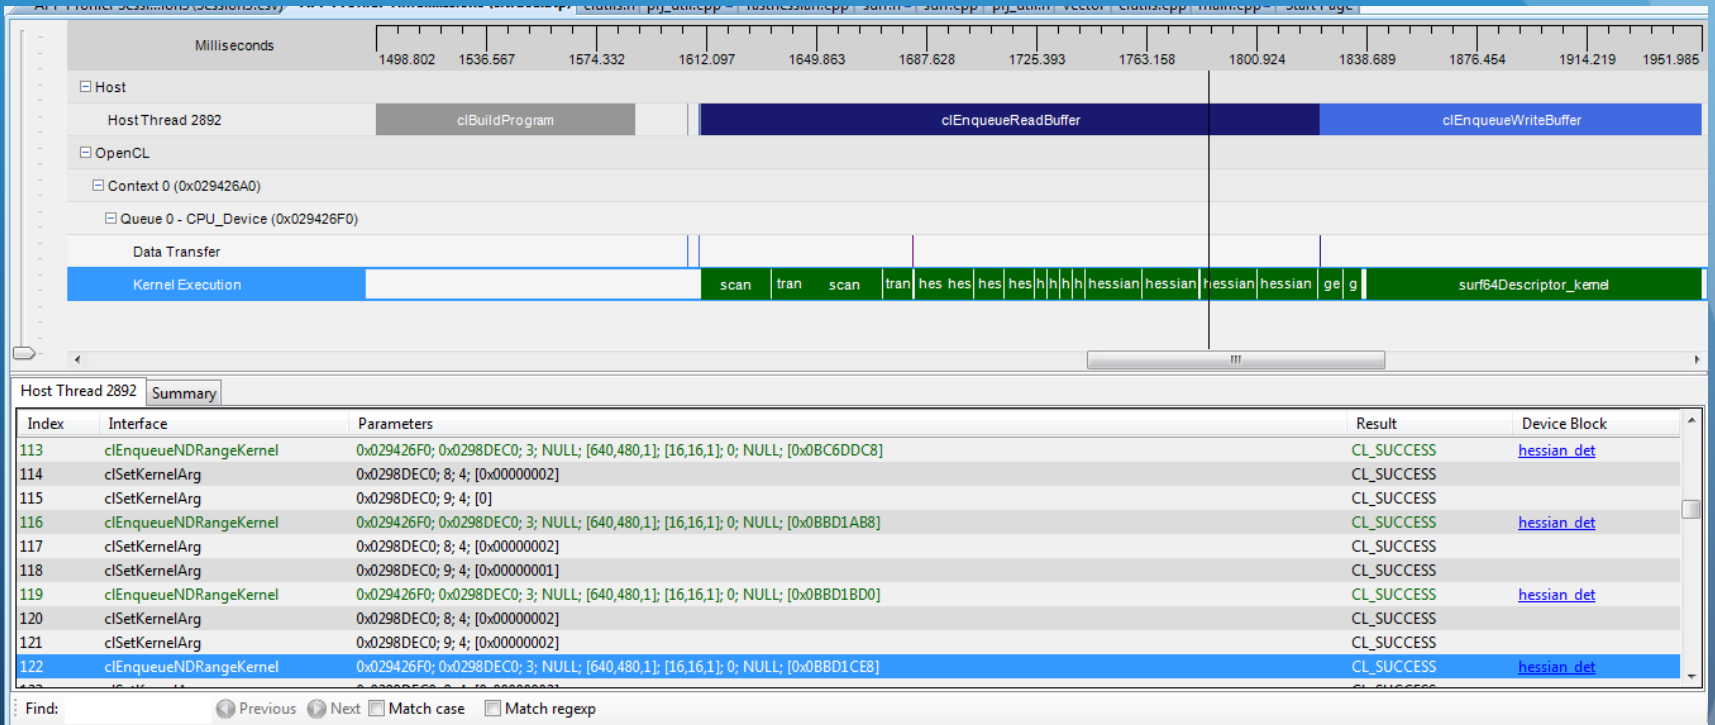 Milliseconds
1498.802 1536.567 1574.332 1612.097 1649.863 1687.628 1725.393 1763.158 1800.924 1838.689 1876.454 1914.219 1951.985
Host
Host Thread 2892 clBuildProgram clEnqueueReadBuffer clEnqueueWriteBuffer
OpenCL
Context 0 (0x029426A0)
Queue 0 - CPU_Device (0x029426F0)
Data Transfer
Kernel Execution scan tran scan tran hes hes hes hes h h h h hessian hessian hessian hessian ge g surf64Descriptor_kernel
Host Thread 2892 Summary
Index Interface Parameters Result Device Block
113 clEnqueueNDRangeKernel 0x029426F0; 0x0298DEC0; 3; NULL; [640,480,1]; [16,16,1]; 0; NULL; [0x0BC6DDC8] CL_SUCCESS hessian_det
114 clSetKernelArg 0x0298DEC0; 8; 4; [0x00000002] CL_SUCCESS
115 clSetKernelArg 0x0298DEC0; 9; 4; [0] CL_SUCCESS
116 clEnqueueNDRangeKernel 0x029426F0; 0x0298DEC0; 3; NULL; [640,480,1]; [16,16,1]; 0; NULL; [0x0BBD1AB8] CL_SUCCESS hessian_det
117 clSetKernelArg 0x0298DEC0; 8; 4; [0x00000002] CL_SUCCESS
118 clSetKernelArg 0x0298DEC0; 9; 4; [0x00000001] CL_SUCCESS
119 clEnqueueNDRangeKernel 0x029426F0; 0x0298DEC0; 3; NULL; [640,480,1]; [16,16,1]; 0; NULL; [0x0BBD1BD0] CL_SUCCESS hessian_det
120 clSetKernelArg 0x0298DEC0; 8; 4; [0x00000002] CL_SUCCESS
121 clSetKernelArg 0x0298DEC0; 9; 4; [0x00000002] CL_SUCCESS
122 clEnqueueNDRangeKernel 0x029426F0; 0x0298DEC0; 3; NULL; [640,480,1]; [16,16,1]; 0; NULL; [0x0BBD1CE8] CL_SUCCESS hessian_det
Find: Previous Next Match case Match regexp